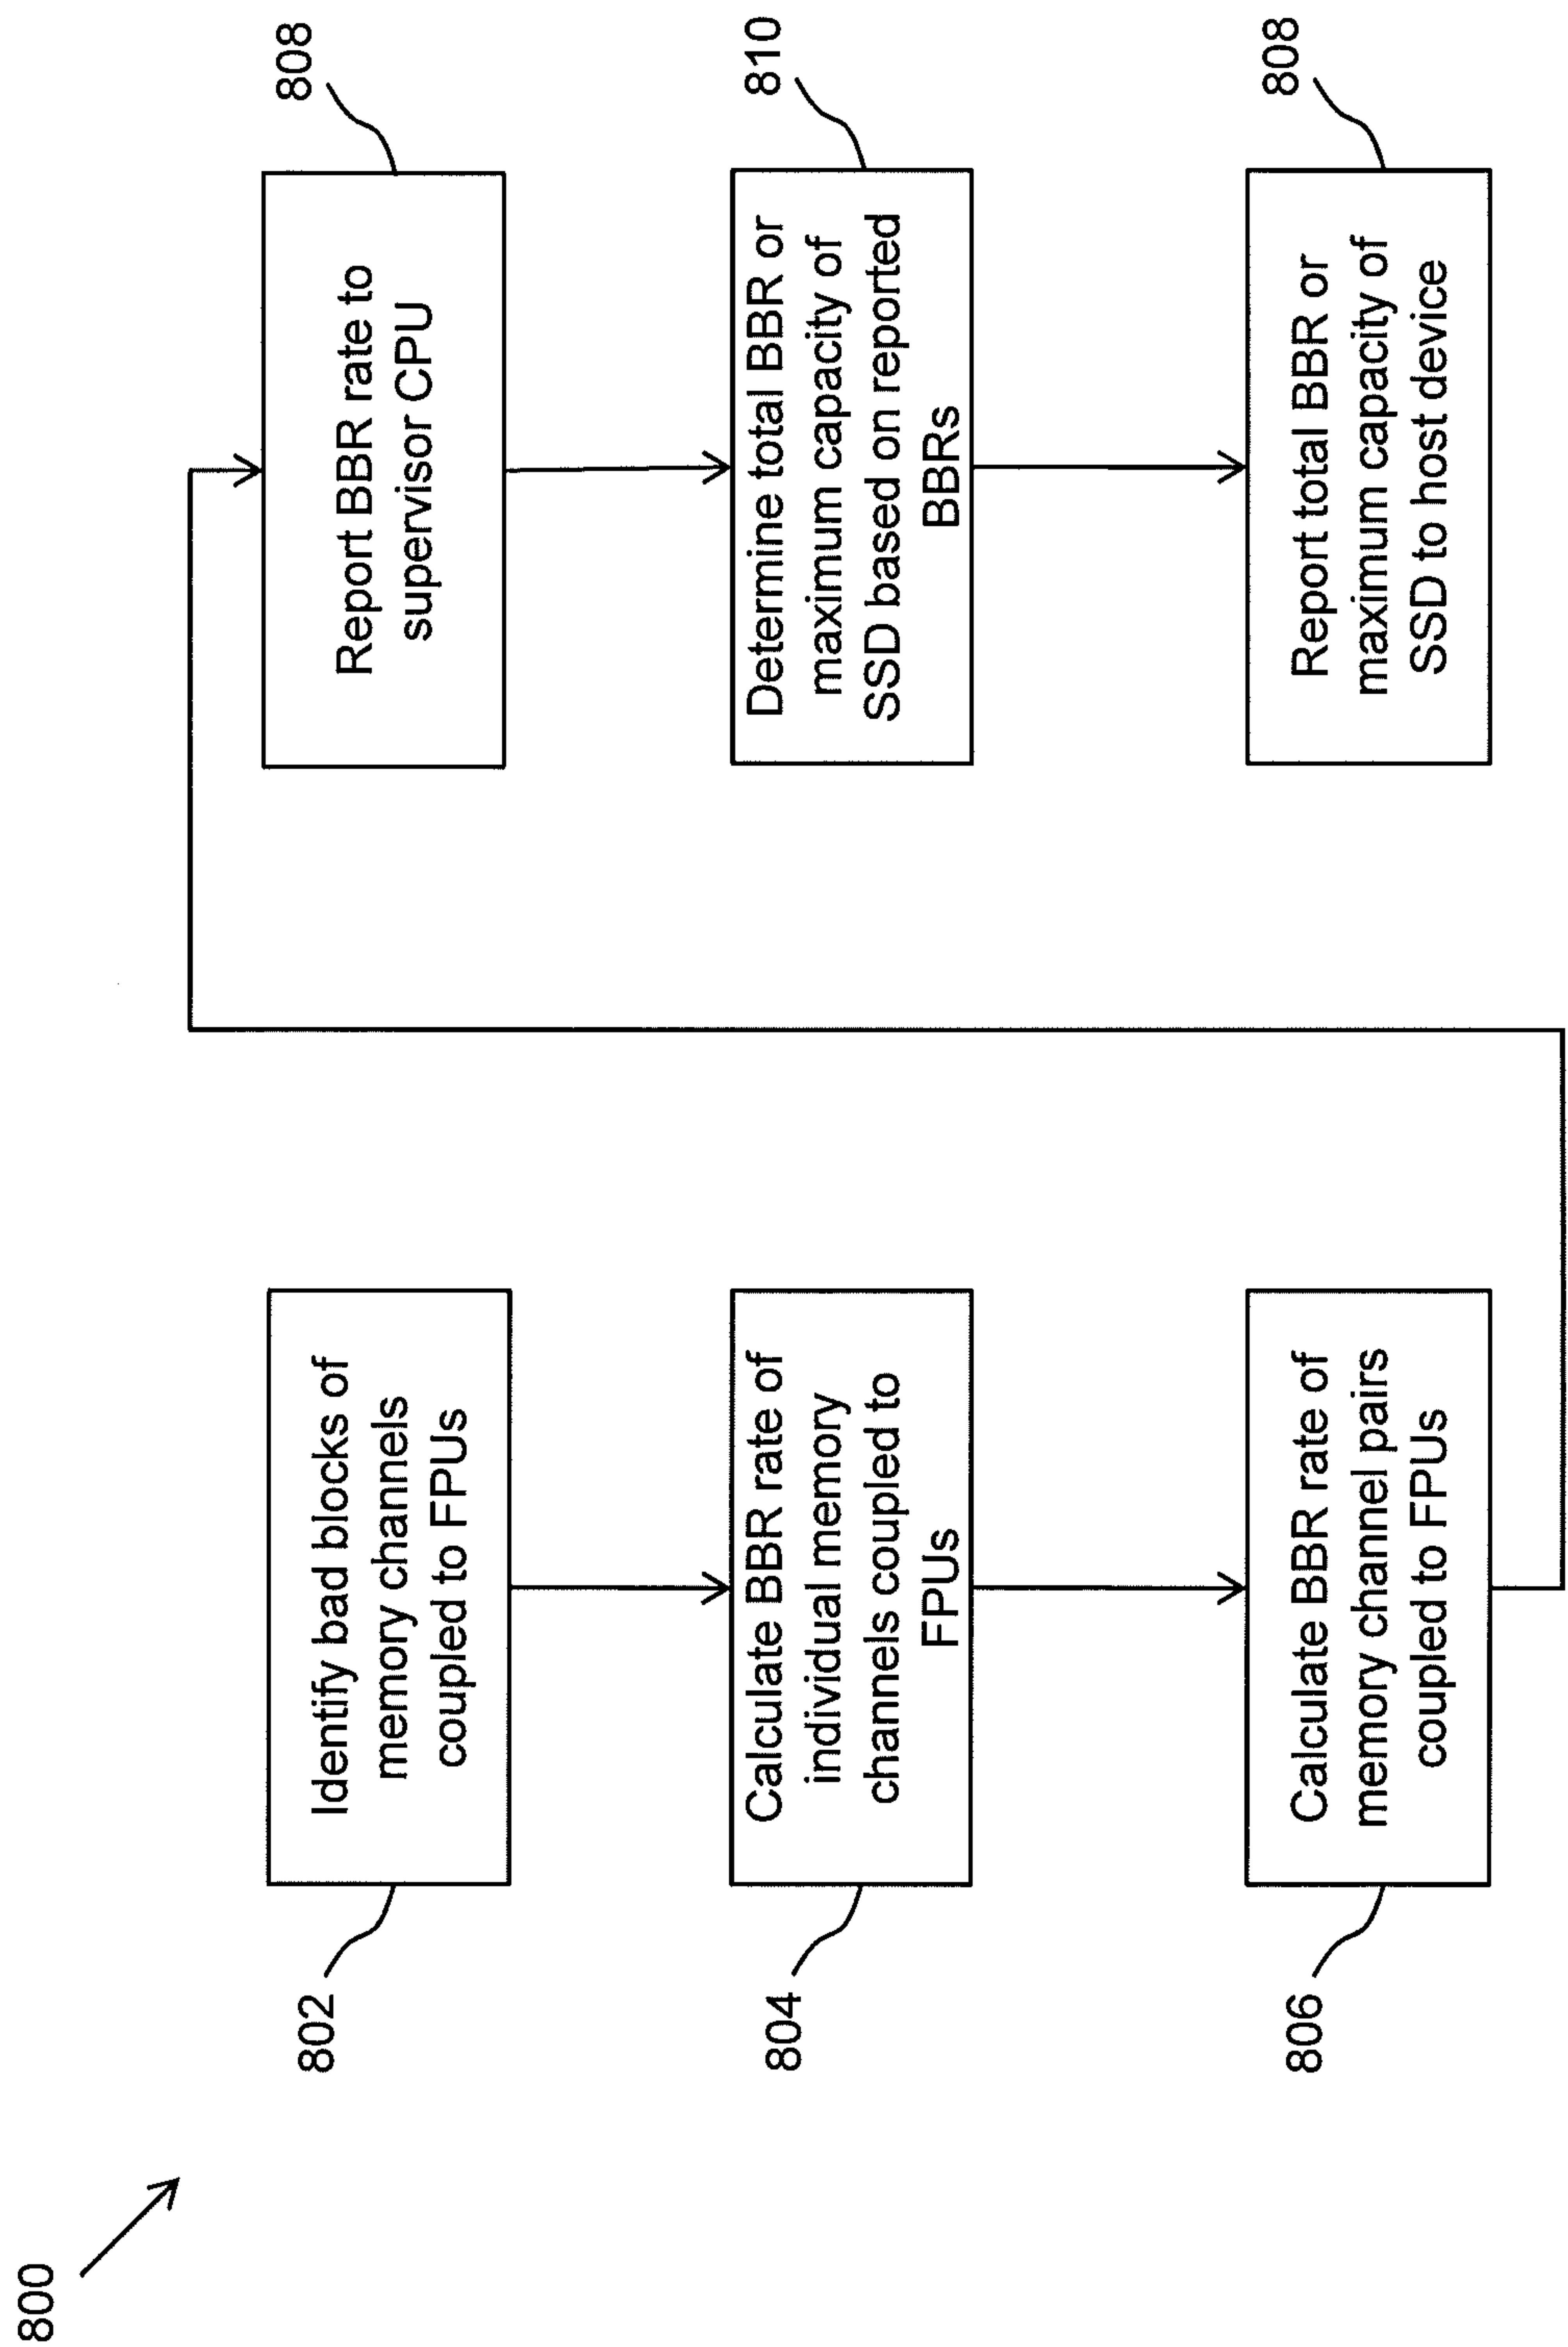 800
802
Identify bad blocks of
memory channels
coupled to FPUs
804
Calculate BBR rate of
individual memory
channels coupled to
FPUs
806
Calculate BBR rate of
memory channel pairs
coupled to FPUs
808
Report BBR rate to
supervisor CPU
810
Determine total BBR or
maximum capacity of
SSD based on reported
BBRs
808
Report total BBR or
maximum capacity of
SSD to host device